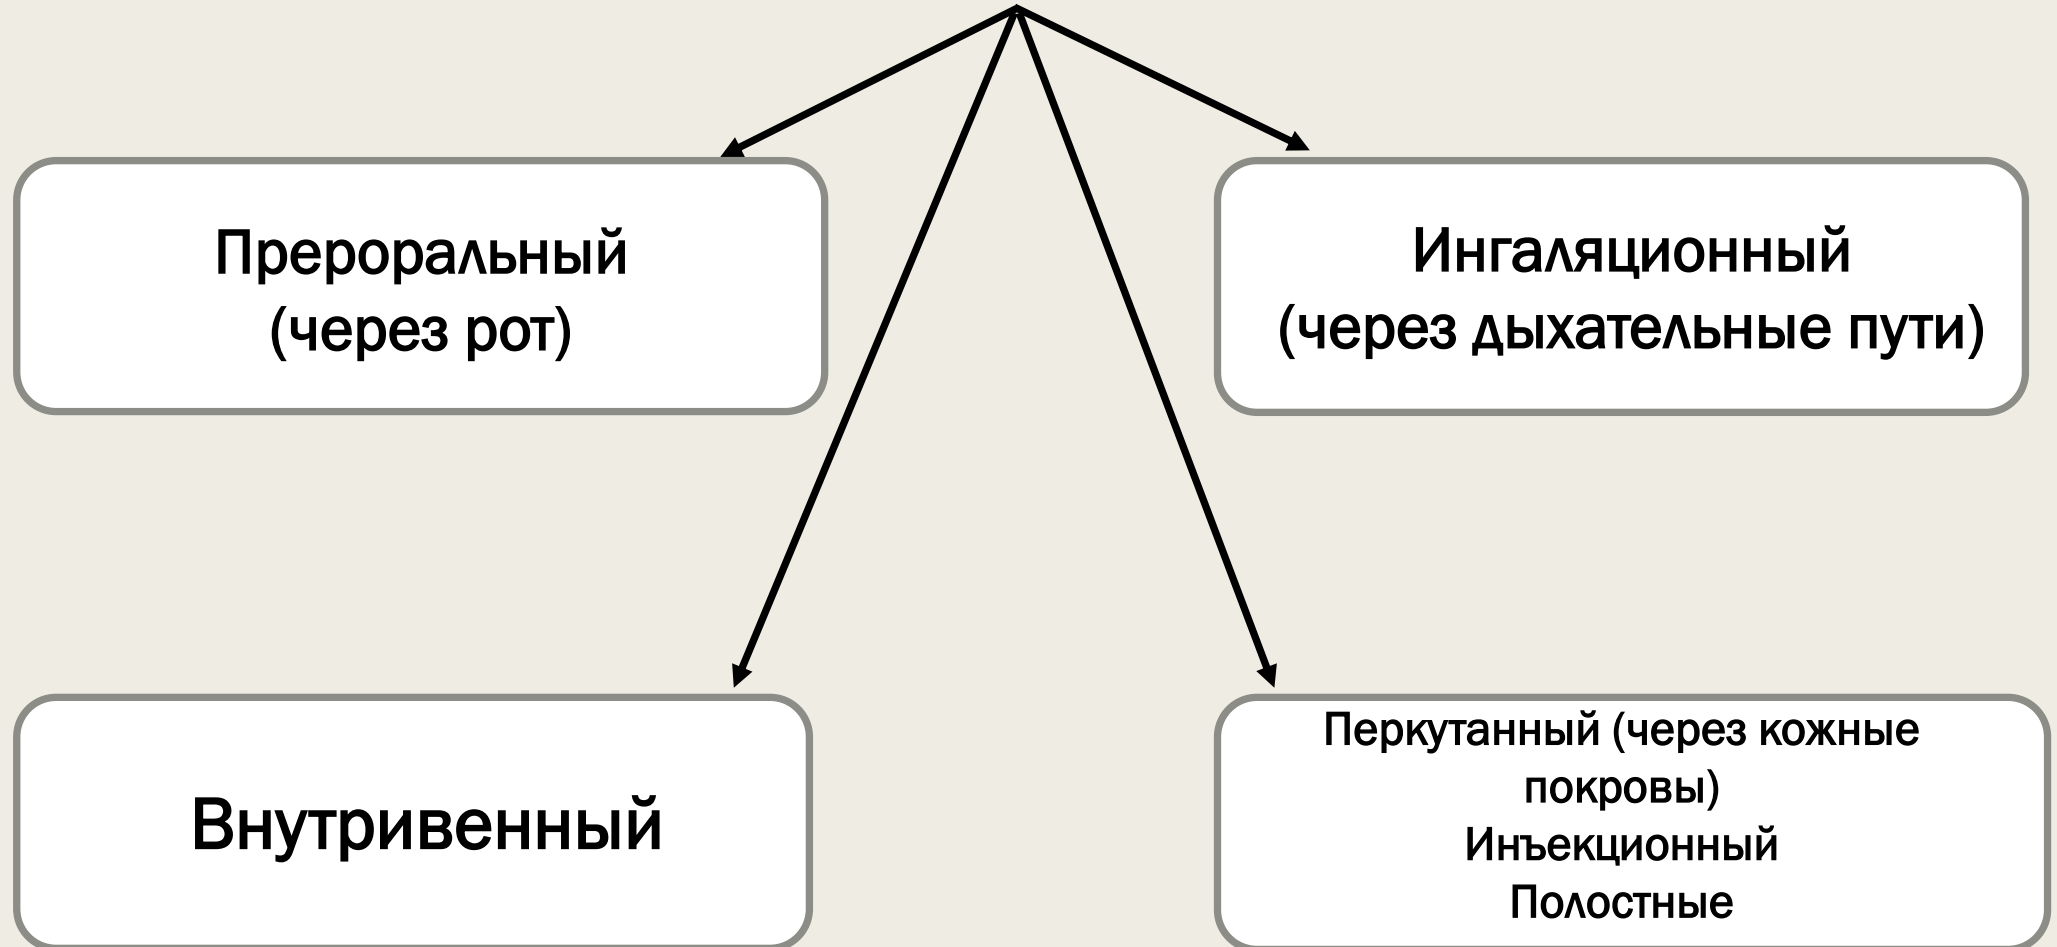 Прероральный
(через рот)
Ингаляционный
(через дыхательные пути)
Внутривенный
Перкутанный (через кожные
покровы)
Инъекционный
Полостные